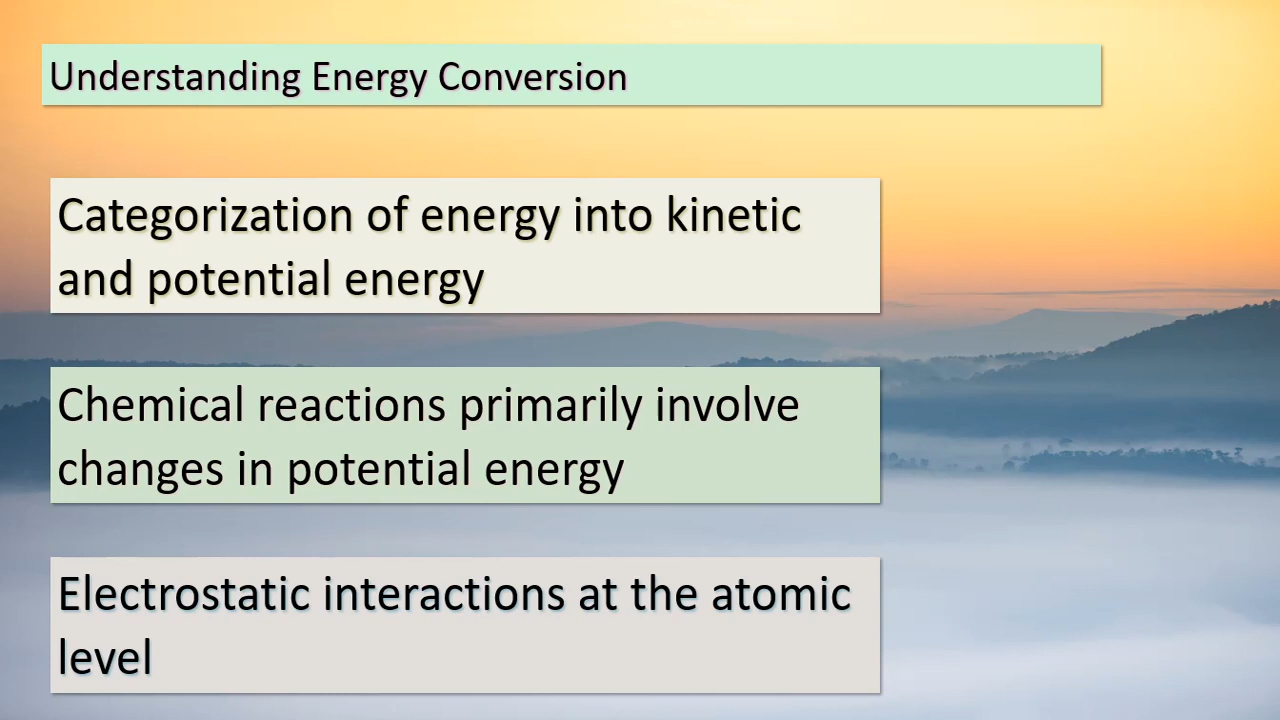 Understanding Energy Conversion
Categorization of energy into kinetic
and potential energy
Chemical reactions primarily involve
changes in potential energy
Electrostatic interactions at the atomic
level